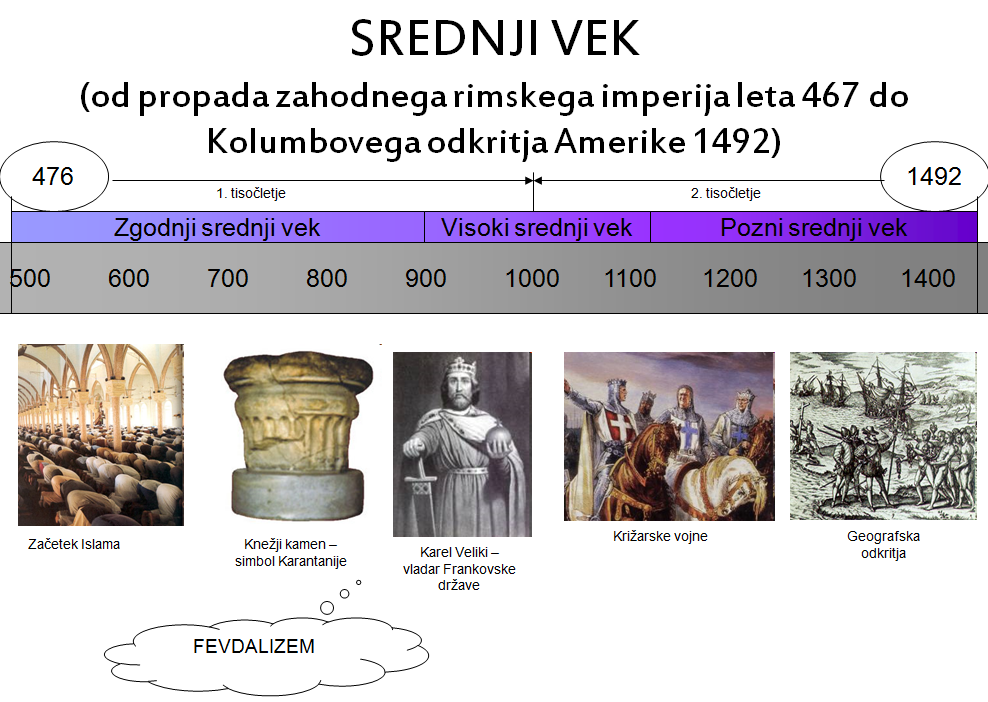 SREDNJI VEK
(od propada zahodnega rimskega imperija leta 467 do
Kolumbovega odkritja Amerike 1492)
476
1492
1. tisočletje
2. tisočletje
Zgodnji srednji vek
Visoki srednji vek
Pozni srednji vek
500 600 700 800 900 1000 1100 1200 1300 1400
Začetek Islama
Knežji kamen –
simbol Karantanije
Karel Veliki –
vladar Frankovske
države
Križarske vojne
Geografska
odkritja
FEVDALIZEM